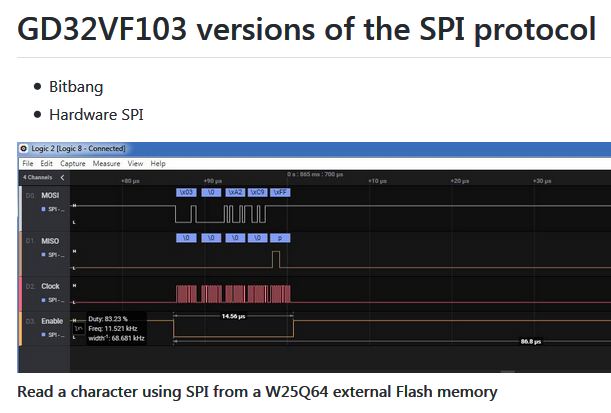 GD32VF103 versions of the SPI protocol
Bitbang
Hardware SPI
Logic 2 [Logic 8 - Connected]
File Edit Capture Measure View Help
4 Channels
0 s : 865 ms : 700 µs
+80 µs +90 µs +10 µs +20 µs +30 µs
D0. MOSI H \x03 \0 \xA2 \xC9 \xFF
SPI - ... L
D1. MISO H \0 \0 \0 \0 p
SPI - ... L
D2. Clock H
SPI - ... L
D3. Enable H
SPI - ... L
Duty: 83.23 %
Freq: 11.521 kHz
width⁻¹: 68.681 kHz
14.56 µs
86.8 µs
Read a character using SPI from a W25Q64 external Flash memory